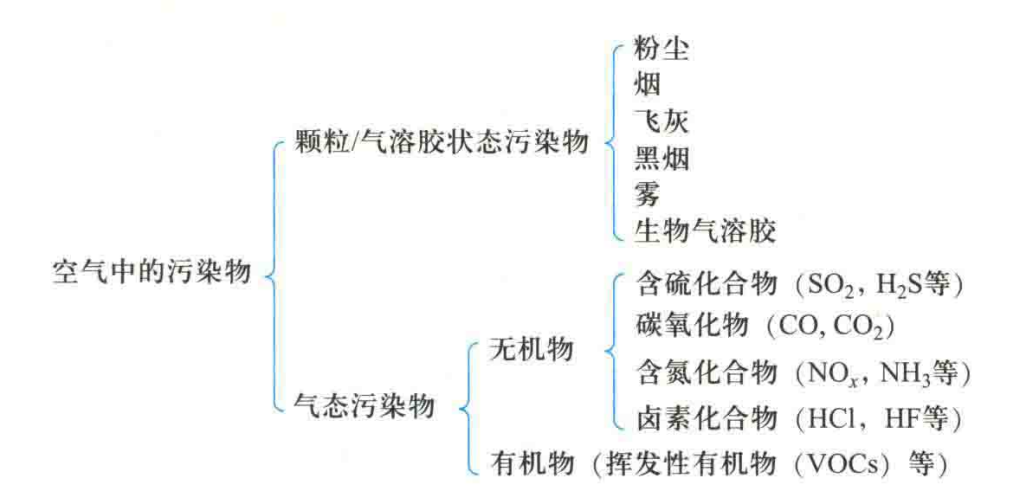 粉尘
烟
飞灰
颗粒/气溶胶状态污染物
黑烟
雾
生物气溶胶
空气中的污染物
含硫化合物（SO₂，H₂S等）
碳氧化物（CO, CO₂）
无机物
含氮化合物（NOₓ，NH₃等）
气态污染物
卤素化合物（HCl，HF等）
有机物（挥发性有机物（VOCs）等）